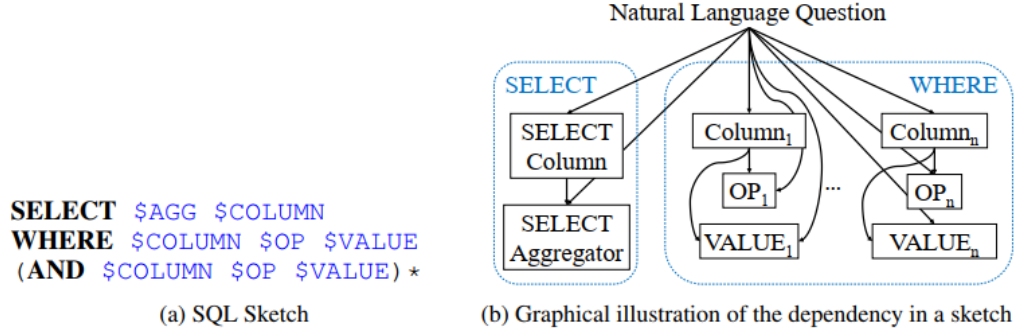 SELECT $AGG $COLUMN
WHERE $COLUMN $OP $VALUE
(AND $COLUMN $OP $VALUE)*
(a) SQL Sketch
Natural Language Question
SELECT
SELECT
Column
SELECT
Aggregator
WHERE
Column1
OP1
VALUE1
...
Columnn
OPn
VALUEn
(b) Graphical illustration of the dependency in a sketch